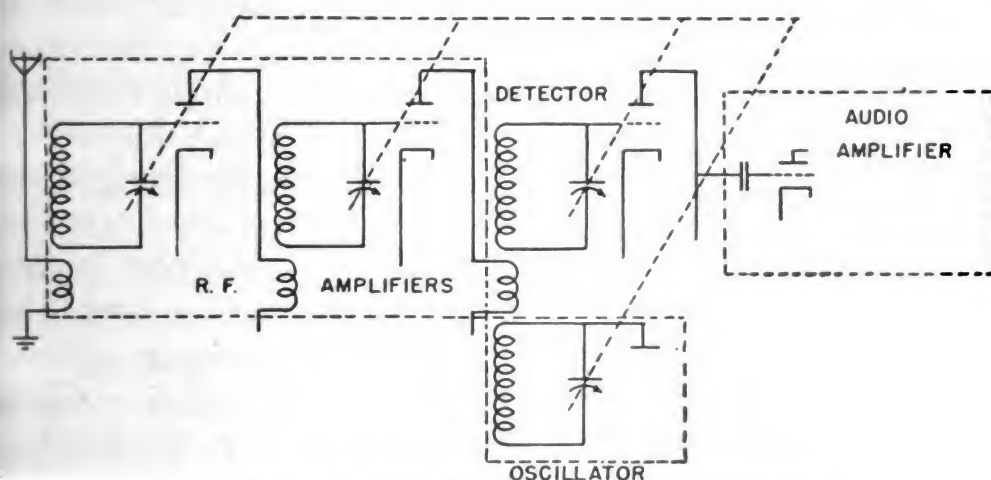 DETECTOR
AUDIO
AMPLIFIER
R. F. AMPLIFIERS
OSCILLATOR